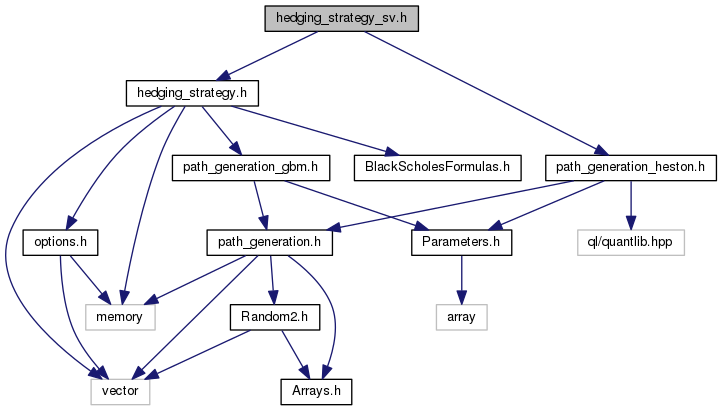 hedging_strategy_sv.h
hedging_strategy.h
path_generation_gbm.h
BlackScholesFormulas.h
path_generation_heston.h
options.h
path_generation.h
Parameters.h
ql/quantlib.hpp
memory
Random2.h
array
vector
Arrays.h